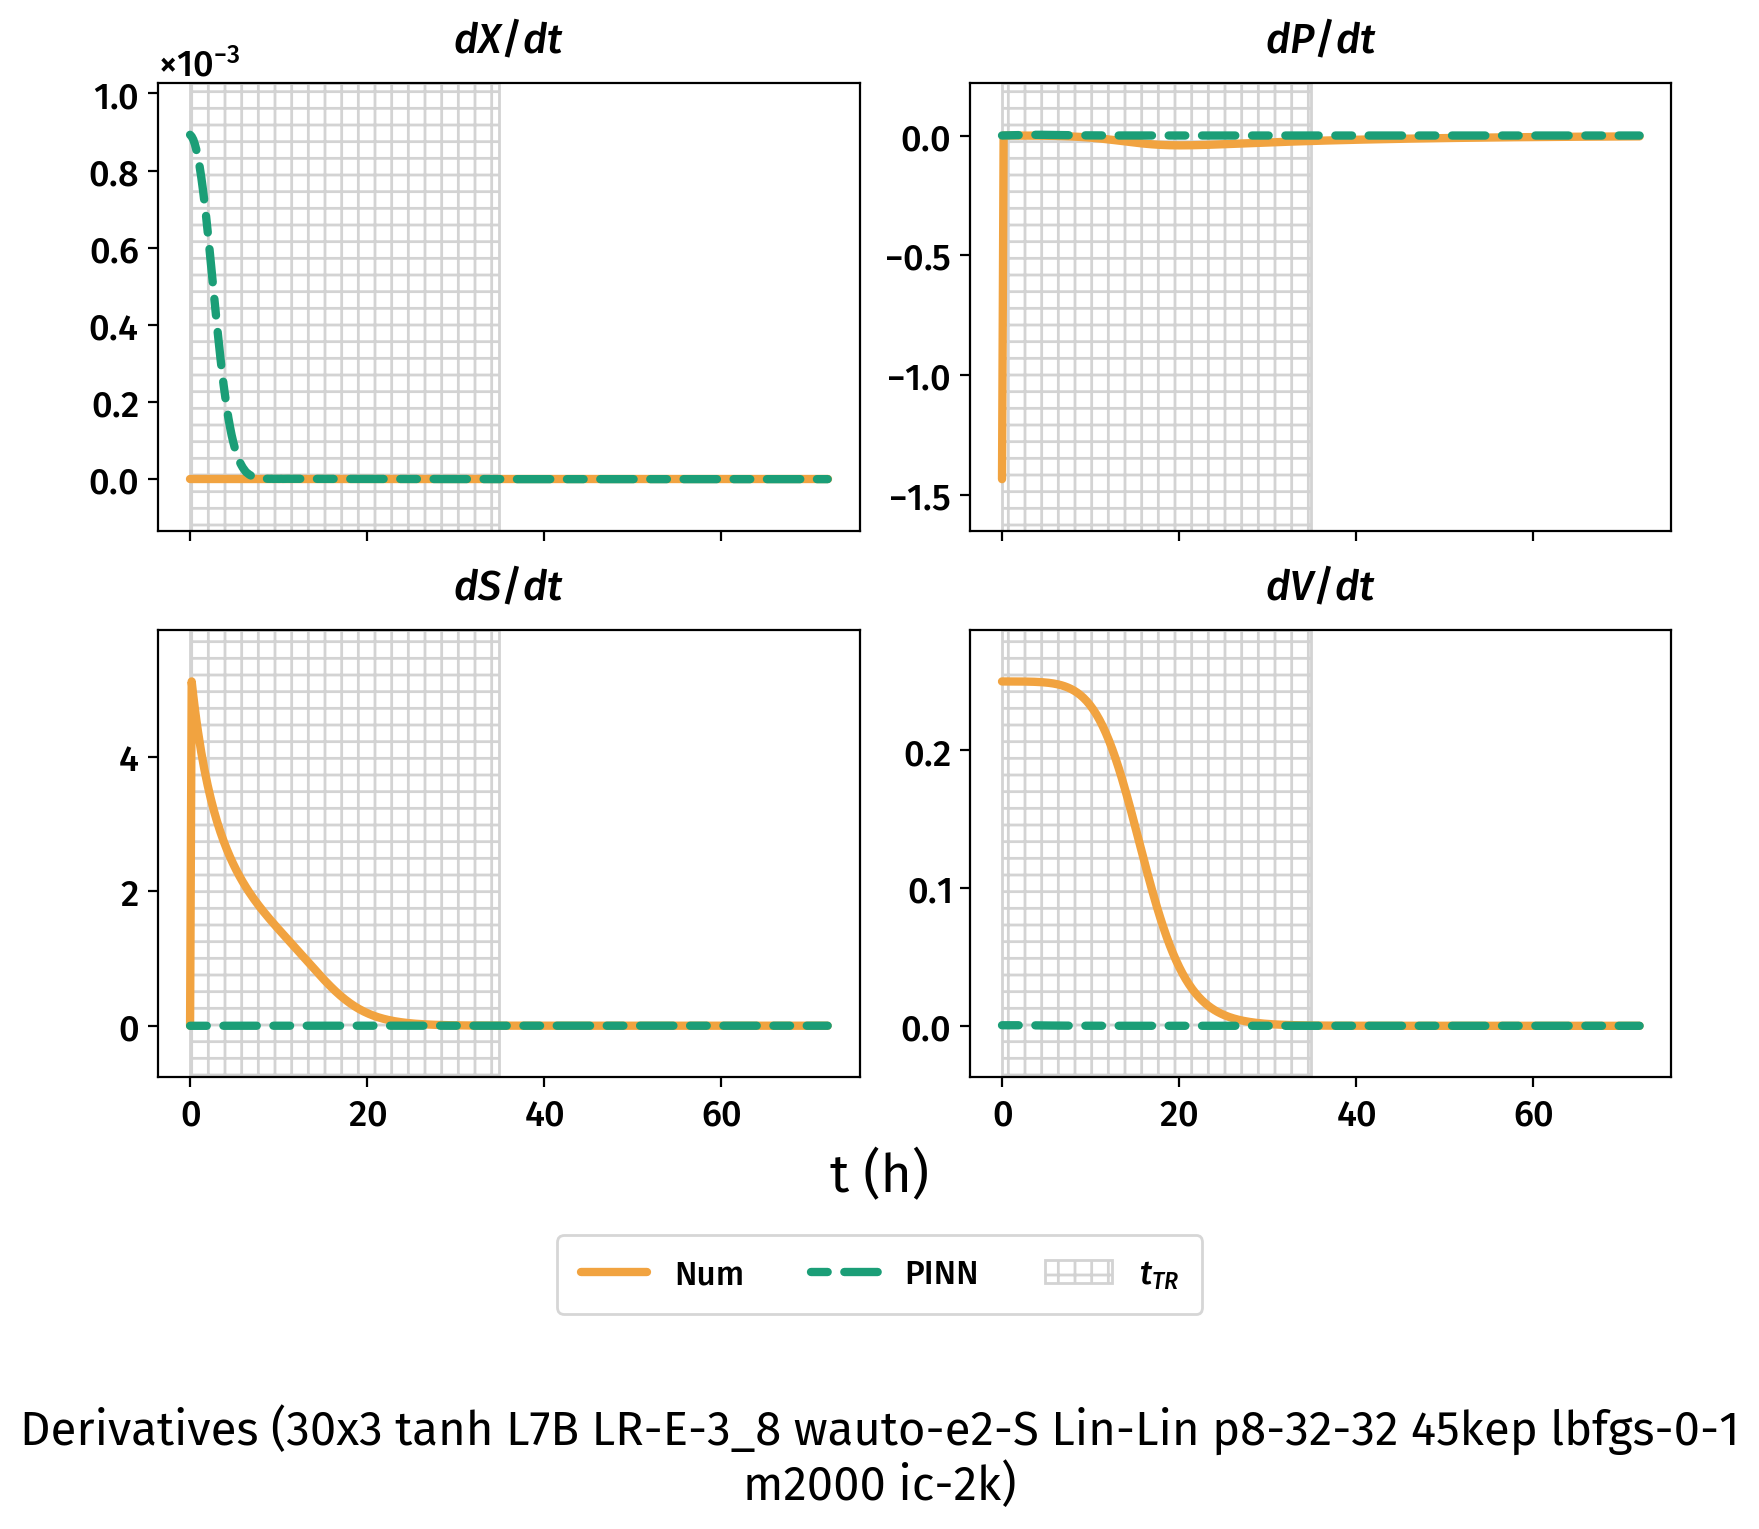 dX/dt
×10⁻³
1.0
0.8
0.6
0.4
0.2
0.0
dP/dt
0.0
−0.5
−1.0
−1.5
dS/dt
4
2
0
0 20 40 60
dV/dt
0.2
0.1
0.0
0 20 40 60
t (h)
Num PINN t_TR
Derivatives (30x3 tanh L7B LR-E-3_8 wauto-e2-S Lin-Lin p8-32-32 45kep lbfgs-0-1
m2000 ic-2k)